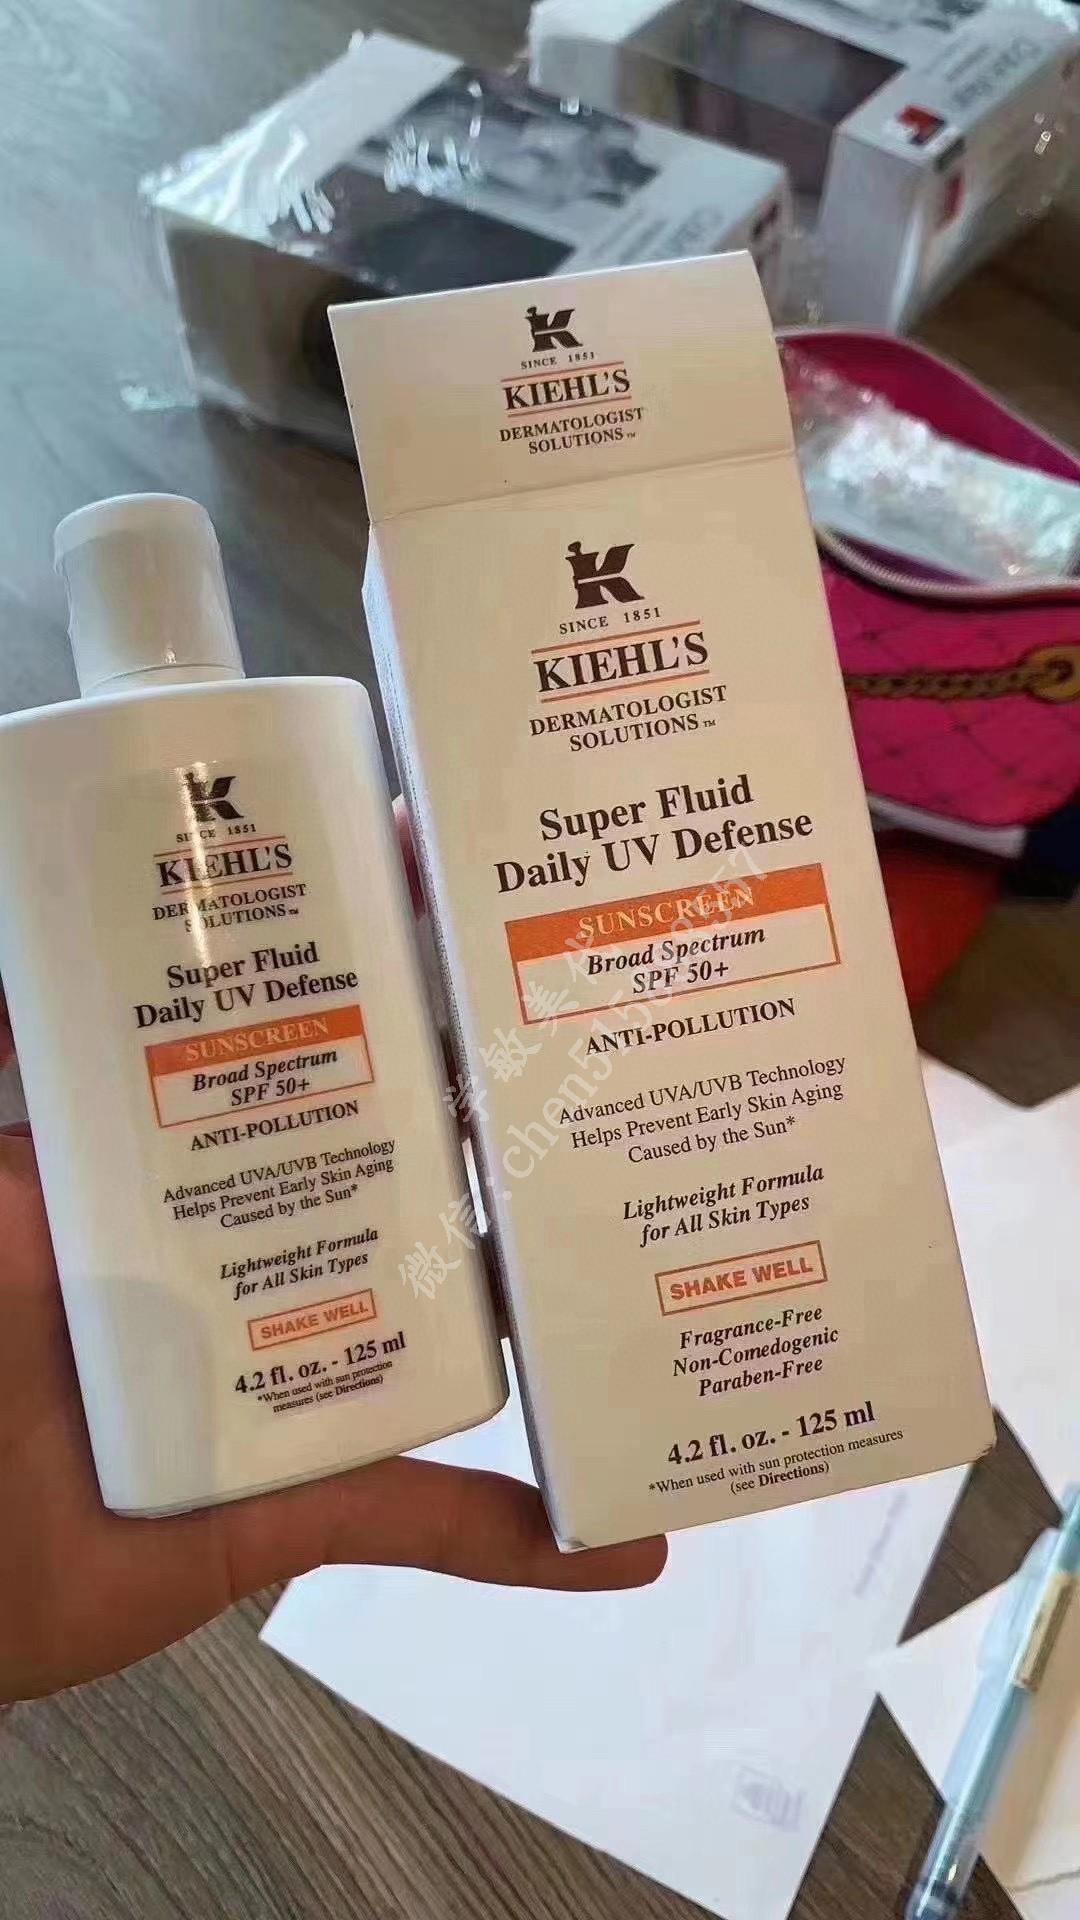 SINCE 1851
KIEHL'S
DERMATOLOGIST
SOLUTIONS™
SINCE 1851
KIEHL'S
DERMATOLOGIST
SOLUTIONS™
Super Fluid
Daily UV Defense
SUNSCREEN
Broad Spectrum
SPF 50+
ANTI-POLLUTION
Advanced UVA/UVB Technology
Helps Prevent Early Skin Aging
Caused by the Sun*
Lightweight Formula
for All Skin Types
SHAKE WELL
Fragrance-Free
Non-Comedogenic
Paraben-Free
4.2 fl. oz. - 125 ml
*When used with sun protection measures
(see Directions)
SINCE 1851
KIEHL'S
DERMATOLOGIST
SOLUTIONS™
Super Fluid
Daily UV Defense
SUNSCREEN
Broad Spectrum
SPF 50+
ANTI-POLLUTION
Advanced UVA/UVB Technology
Helps Prevent Early Skin Aging
Caused by the Sun*
Lightweight Formula
for All Skin Types
SHAKE WELL
4.2 fl. oz. - 125 ml
*When used with sun protection
measures (see Directions)